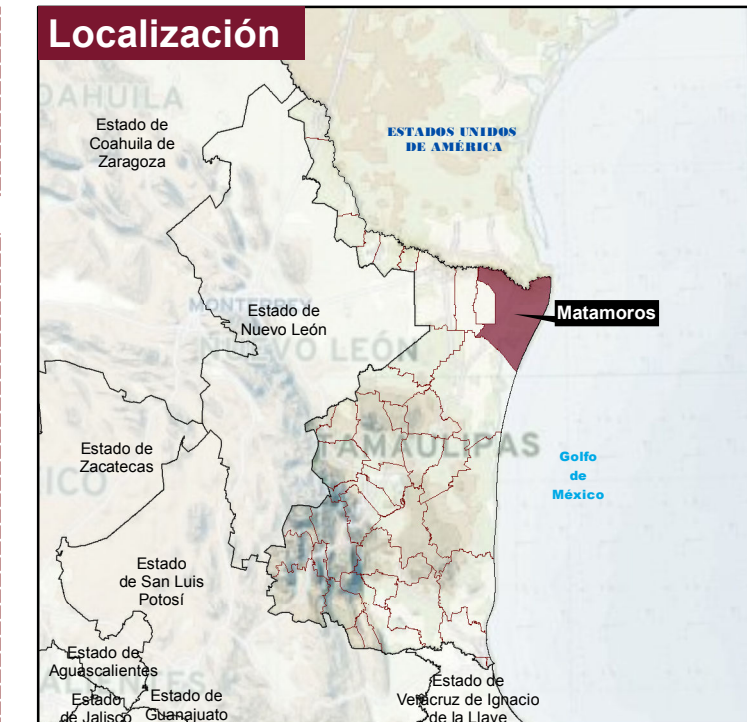 Localización
OAHUILA
Estado de
Coahuila de
Zaragoza
ESTADOS UNIDOS
DE AMÉRICA
Matamoros
MONTERREY
Estado de
Nuevo León
NUEVO LEÓN
TAMAULIPAS
Estado de
Zacatecas
ICO
Golfo
de
México
Estado
de San Luis
Potosí
Estado de
Aguascalientes
Estado
de Jalisco
Estado de
Guanajuato
Estado de
Veracruz de Ignacio
de la Llave